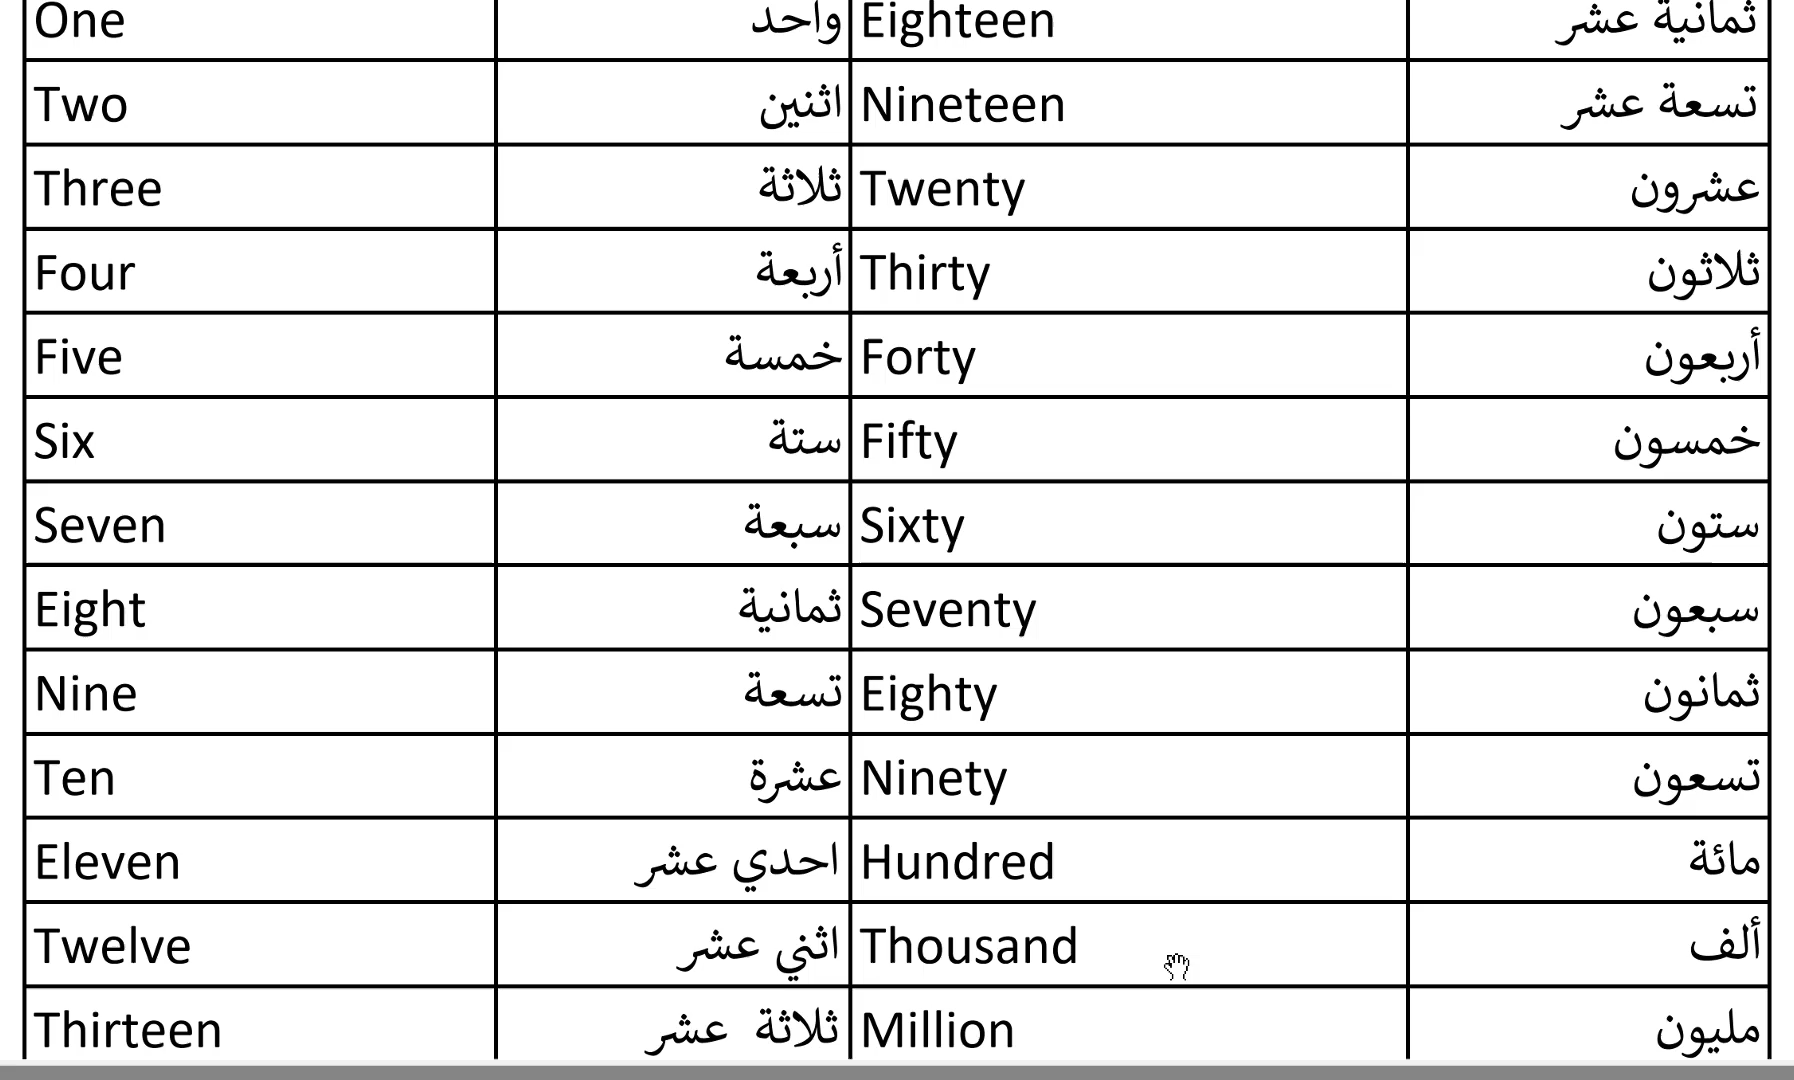 One واحد Eighteen ثمانية عشر
Two اثنين Nineteen تسعة عشر
Three ثلاثة Twenty عشرون
Four أربعة Thirty ثلاثون
Five خمسة Forty أربعون
Six ستة Fifty خمسون
Seven سبعة Sixty ستون
Eight ثمانية Seventy سبعون
Nine تسعة Eighty ثمانون
Ten عشرة Ninety تسعون
Eleven احدي عشر Hundred مائة
Twelve اثني عشر Thousand ألف
Thirteen ثلاثة عشر Million مليون